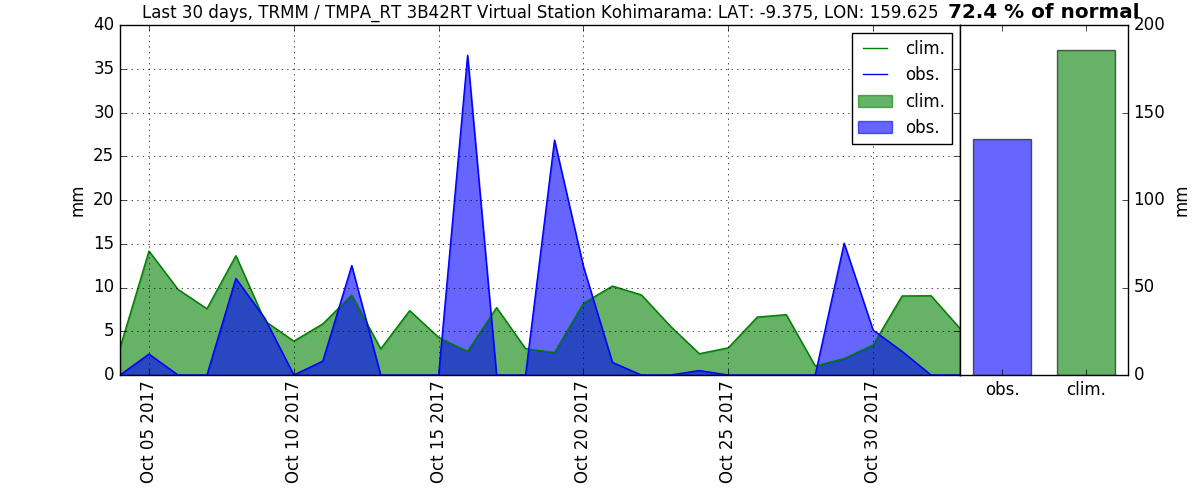 Last 30 days, TRMM / TMPA_RT 3B42RT Virtual Station Kohimarama: LAT: -9.375, LON: 159.625 72.4 % of normal
40
35
30
25
20
15
10
5
0
mm
clim.
obs.
clim.
obs.
200
150
100
50
0
mm
Oct 05 2017
Oct 10 2017
Oct 15 2017
Oct 20 2017
Oct 25 2017
Oct 30 2017
obs.
clim.